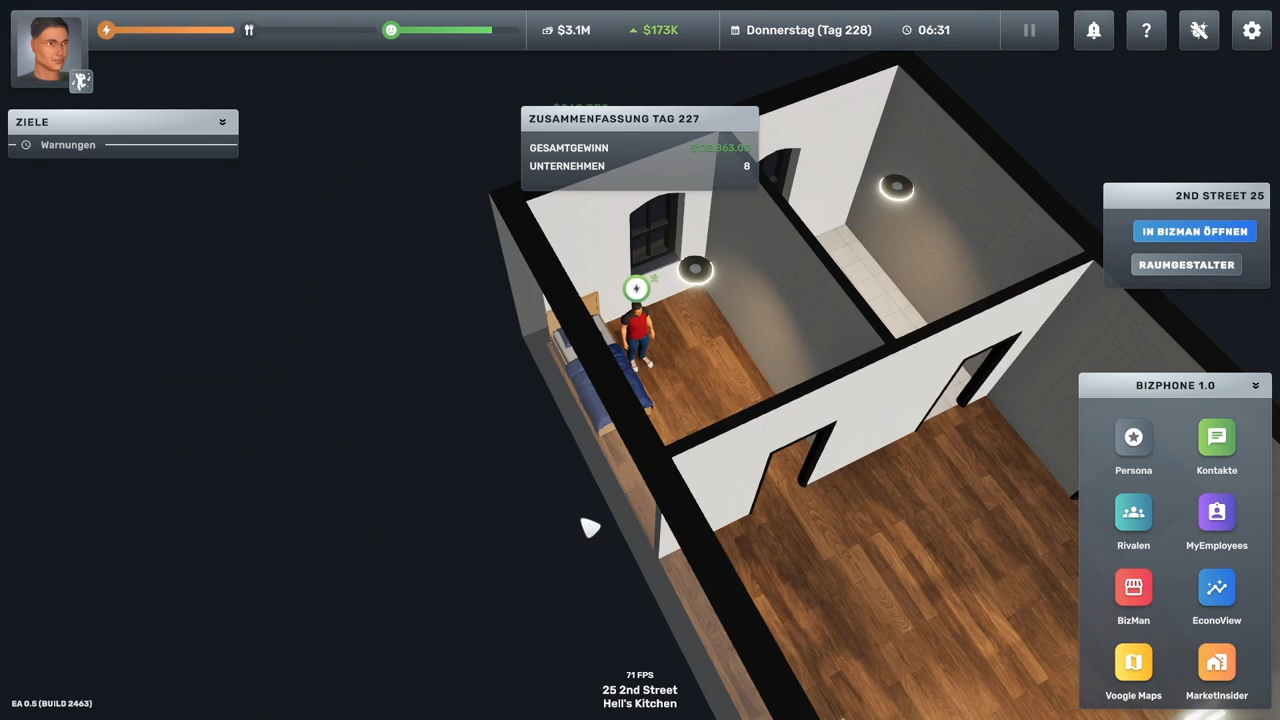 $3.1M
$173K
Donnerstag (Tag 228)
06:31
ZIELE
Warnungen
ZUSAMMENFASSUNG TAG 227
GESAMTGEWINN
UNTERNEHMEN 8
2ND STREET 25
IN BIZMAN ÖFFNEN
RAUMGESTALTER
BIZPHONE 1.0
Persona
Kontakte
Rivalen
MyEmployees
BizMan
EconoView
Voogle Maps
MarketInsider
71 FPS
25 2nd Street
Hell's Kitchen
EA 0.5 (BUILD 2463)